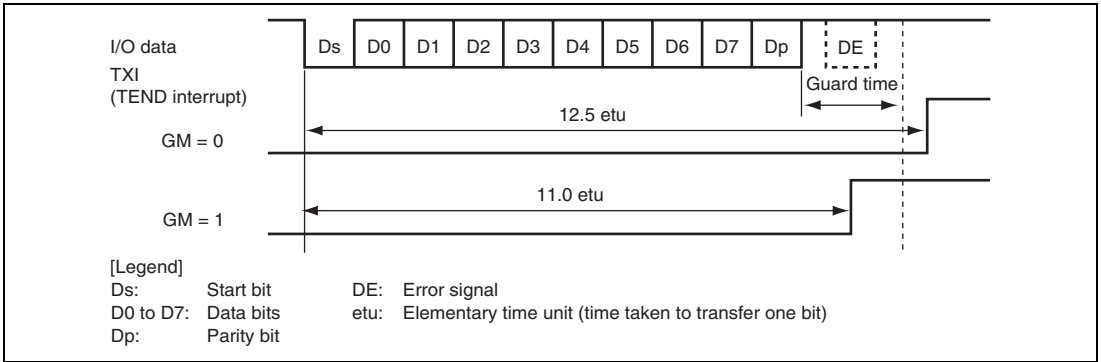 I/O data
Ds D0 D1 D2 D3 D4 D5 D6 D7 Dp DE
TXI
(TEND interrupt)
Guard time
12.5 etu
GM = 0
11.0 etu
GM = 1
[Legend]
Ds: Start bit DE: Error signal
D0 to D7: Data bits etu: Elementary time unit (time taken to transfer one bit)
Dp: Parity bit